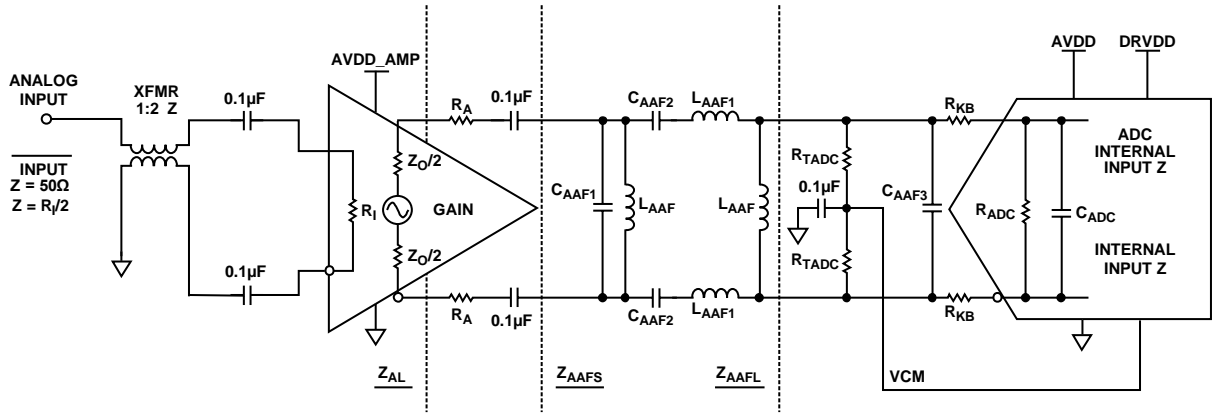 ANALOG
INPUT
XFMR
1:2 Z
0.1µF
AVDD_AMP
R_A
0.1µF
C_AAF2
L_AAF1
R_KB
AVDD
DRVDD
INPUT
Z = 50Ω
Z = R_I/2
R_I
Z_O/2
GAIN
Z_O/2
C_AAF1
L_AAF
L_AAF
R_TADC
0.1µF
R_TADC
C_AAF3
ADC
INTERNAL
INPUT Z
R_ADC
C_ADC
INTERNAL
INPUT Z
0.1µF
R_A
0.1µF
C_AAF2
L_AAF1
R_KB
Z_AL
Z_AAFS
Z_AAFL
VCM